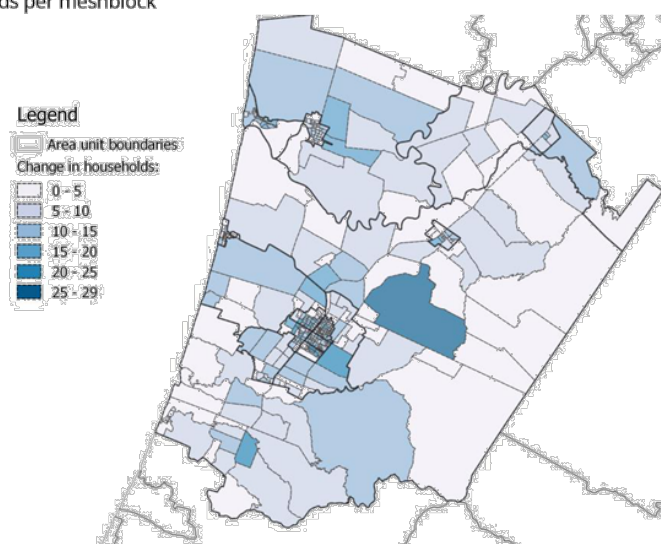 ds per meshblock
Legend
Area unit boundaries
Change in households:
0 - 5
5 - 10
10 - 15
15 - 20
20 - 25
25 - 29